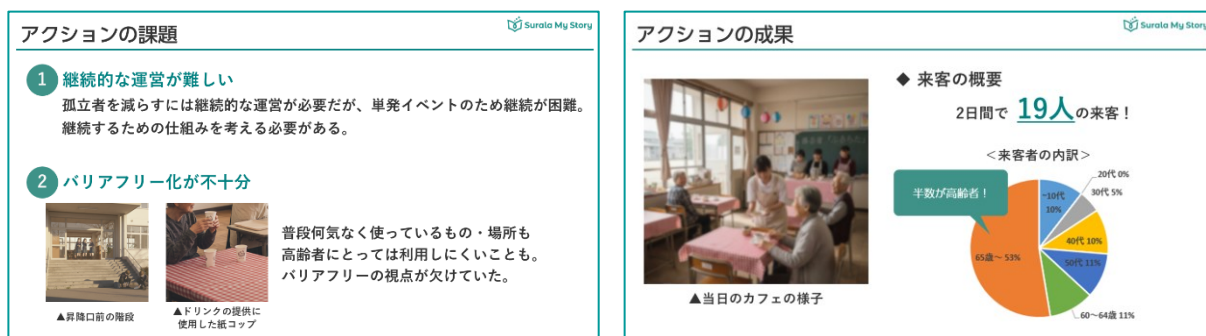 アクションの課題
Surala My Story
1 継続的な運営が難しい
孤立者を減らすには継続的な運営が必要だが、単発イベントのため継続が困難。
継続するための仕組みを考える必要がある。
2 バリアフリー化が不十分
普段何気なく使っているもの・場所も
高齢者にとっては利用しにくいことも。
バリアフリーの視点が欠けていた。
▲昇降口前の階段
▲ドリンクの提供に
使用した紙コップ
アクションの成果
Surala My Story
▲当日のカフェの様子
◆ 来客の概要
2日間で 19人の来客！
＜来客者の内訳＞
半数が高齢者！
~10代
10%
20代 0%
30代 5%
40代 10%
50代 11%
60～64歳 11%
65歳～ 53%